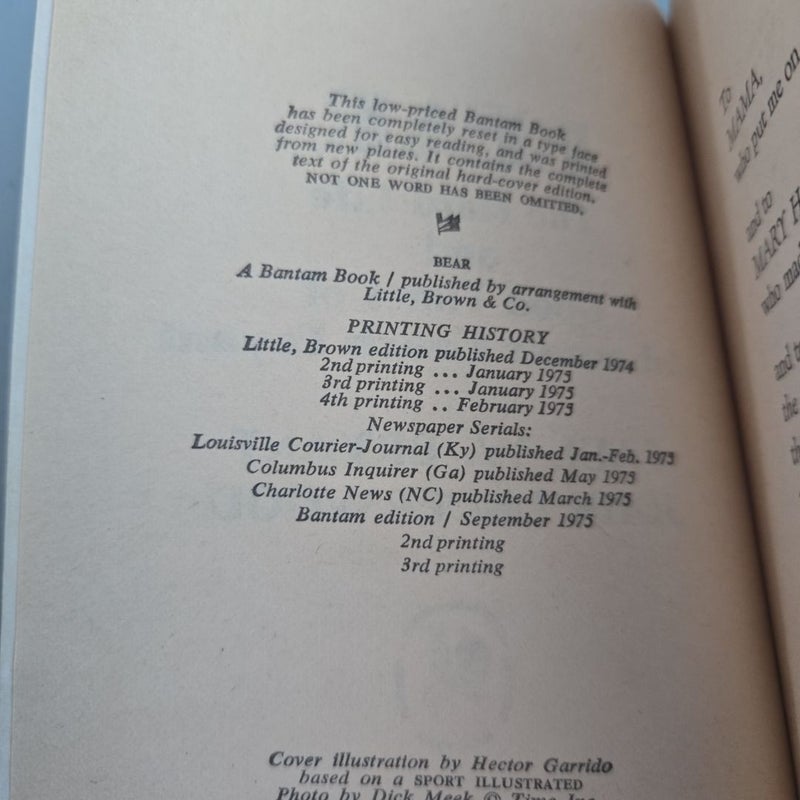 This low-priced Bantam Book
has been completely reset in a type face
designed for easy reading, and was printed
from new plates. It contains the complete
text of the original hard-cover edition.
NOT ONE WORD HAS BEEN OMITTED.
BEAR
A Bantam Book / published by arrangement with
Little, Brown & Co.
PRINTING HISTORY
Little, Brown edition published December 1974
2nd printing ... January 1975
3rd printing ... January 1975
4th printing .. February 1975
Newspaper Serials:
Louisville Courier-Journal (Ky) published Jan.-Feb. 1975
Columbus Inquirer (Ga) published May 1975
Charlotte News (NC) published March 1975
Bantam edition / September 1975
2nd printing
3rd printing
Cover illustration by Hector Garrido
based on a SPORT ILLUSTRATED
Photo by Dick Meek © Time Inc
To
MAMA,
who put me on
and to
MARY H
who mad
and t
the
th